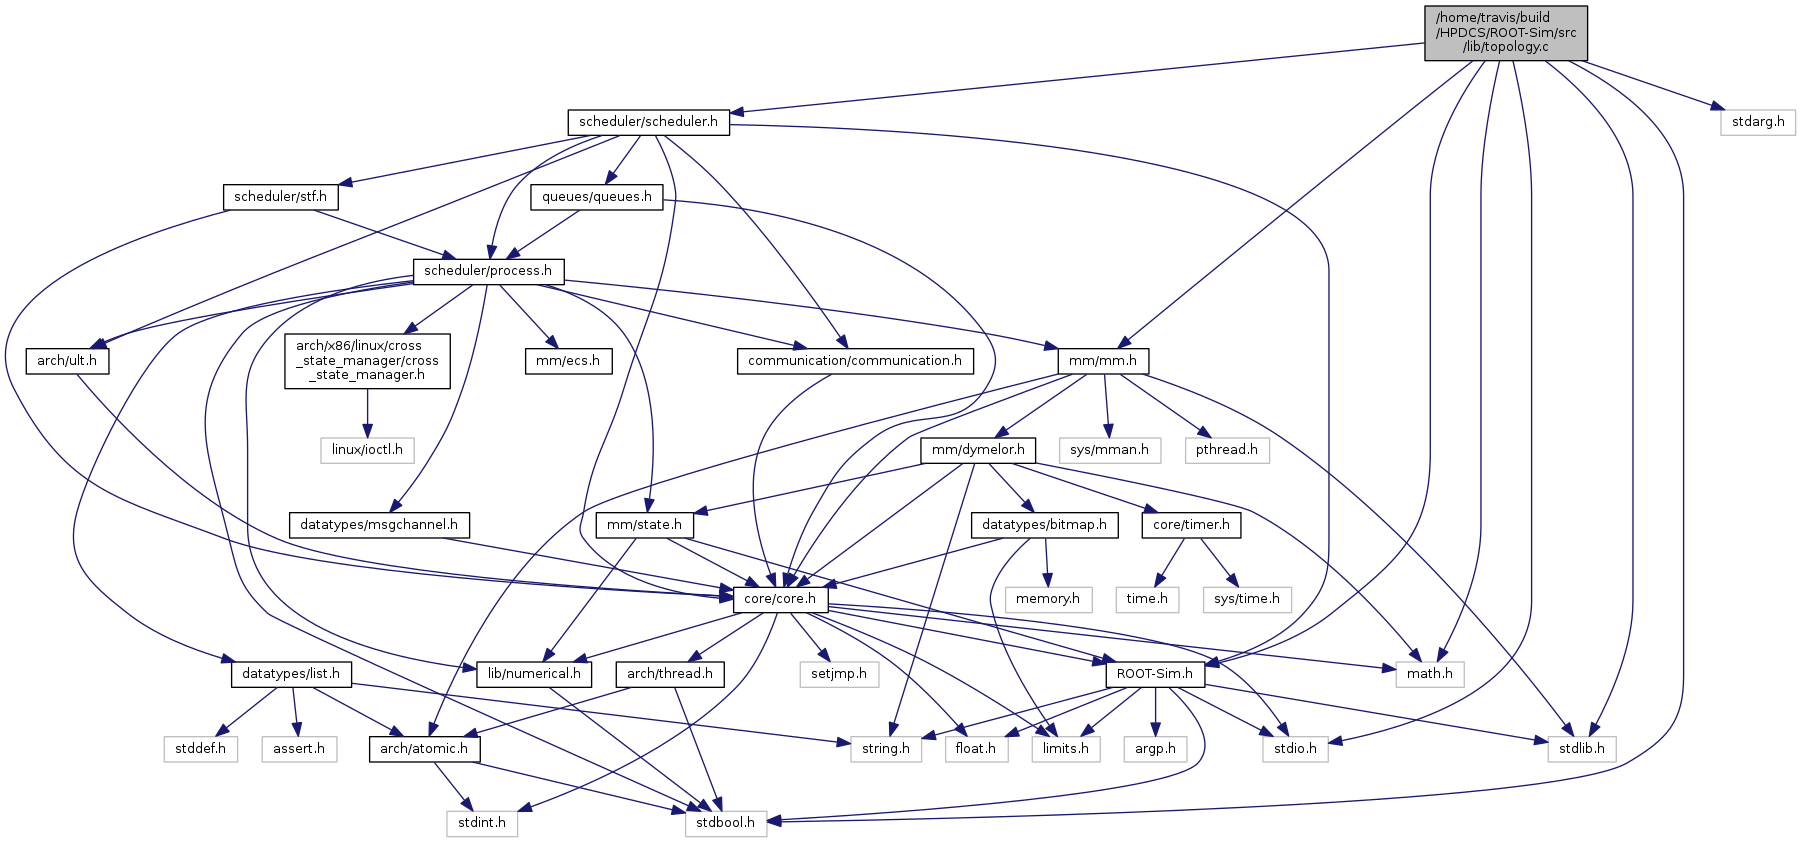 /home/travis/build
/HPDCS/ROOT-Sim/src
/lib/topology.c
scheduler/scheduler.h
stdarg.h
scheduler/stf.h
queues/queues.h
scheduler/process.h
arch/ult.h
arch/x86/linux/cross
_state_manager/cross
_state_manager.h
mm/ecs.h
communication/communication.h
mm/mm.h
linux/ioctl.h
mm/dymelor.h
sys/mman.h
pthread.h
datatypes/msgchannel.h
mm/state.h
datatypes/bitmap.h
core/timer.h
core/core.h
memory.h
time.h
sys/time.h
datatypes/list.h
lib/numerical.h
arch/thread.h
setjmp.h
ROOT-Sim.h
math.h
stddef.h
assert.h
arch/atomic.h
string.h
float.h
limits.h
argp.h
stdio.h
stdlib.h
stdint.h
stdbool.h